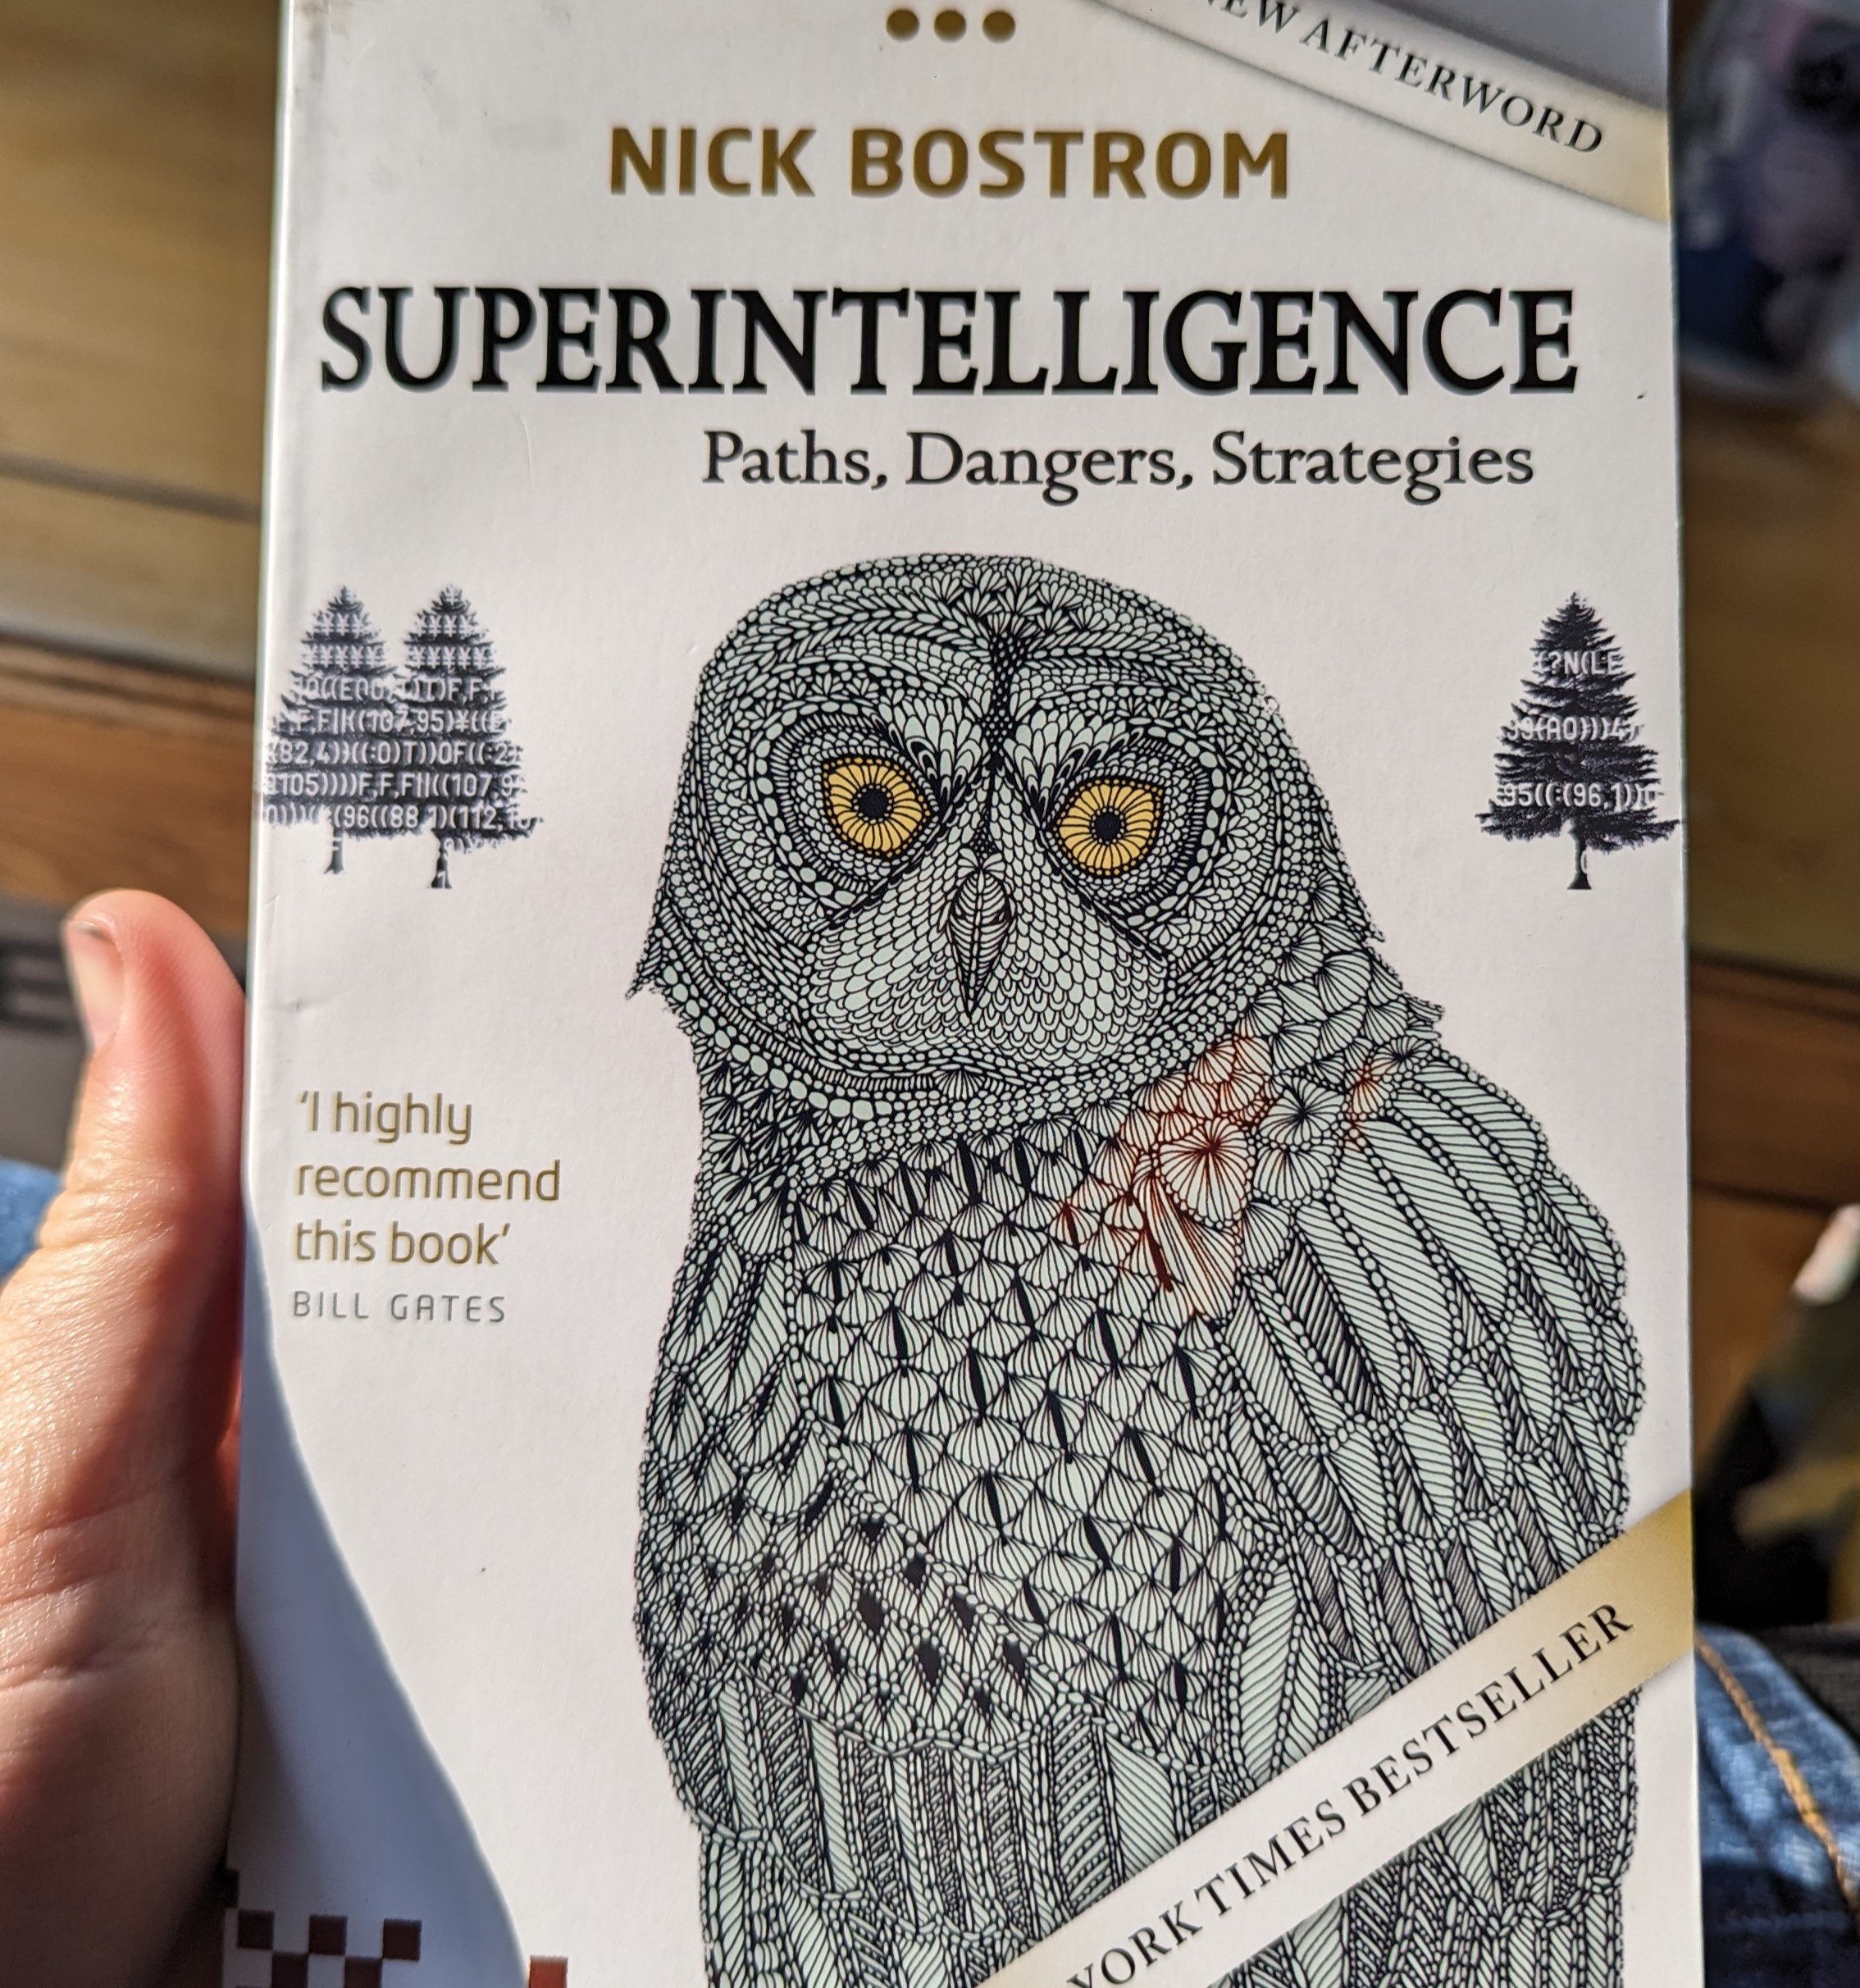 NEW AFTERWORD
NICK BOSTROM
SUPERINTELLIGENCE
Paths, Dangers, Strategies
‘I highly
recommend
this book’
BILL GATES
YORK TIMES BESTSELLER